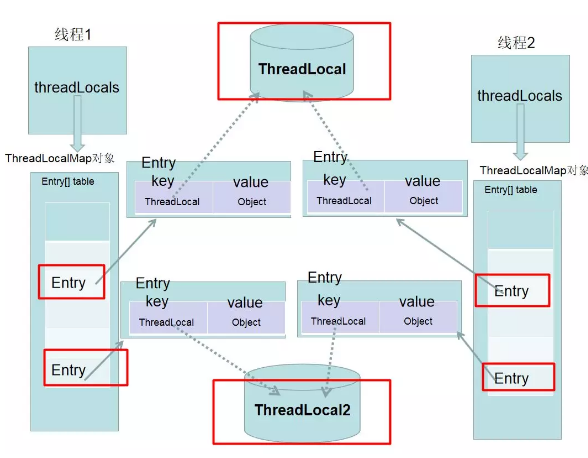 线程1
threadLocals
ThreadLocalMap对象
Entry[] table
Entry
Entry
ThreadLocal
Entry
key value
ThreadLocal Object
Entry
key value
ThreadLocal Object
Entry
key value
ThreadLocal Object
Entry
key value
ThreadLocal Object
ThreadLocal2
线程2
threadLocals
ThreadLocalMap对象
Entry[] table
Entry
Entry